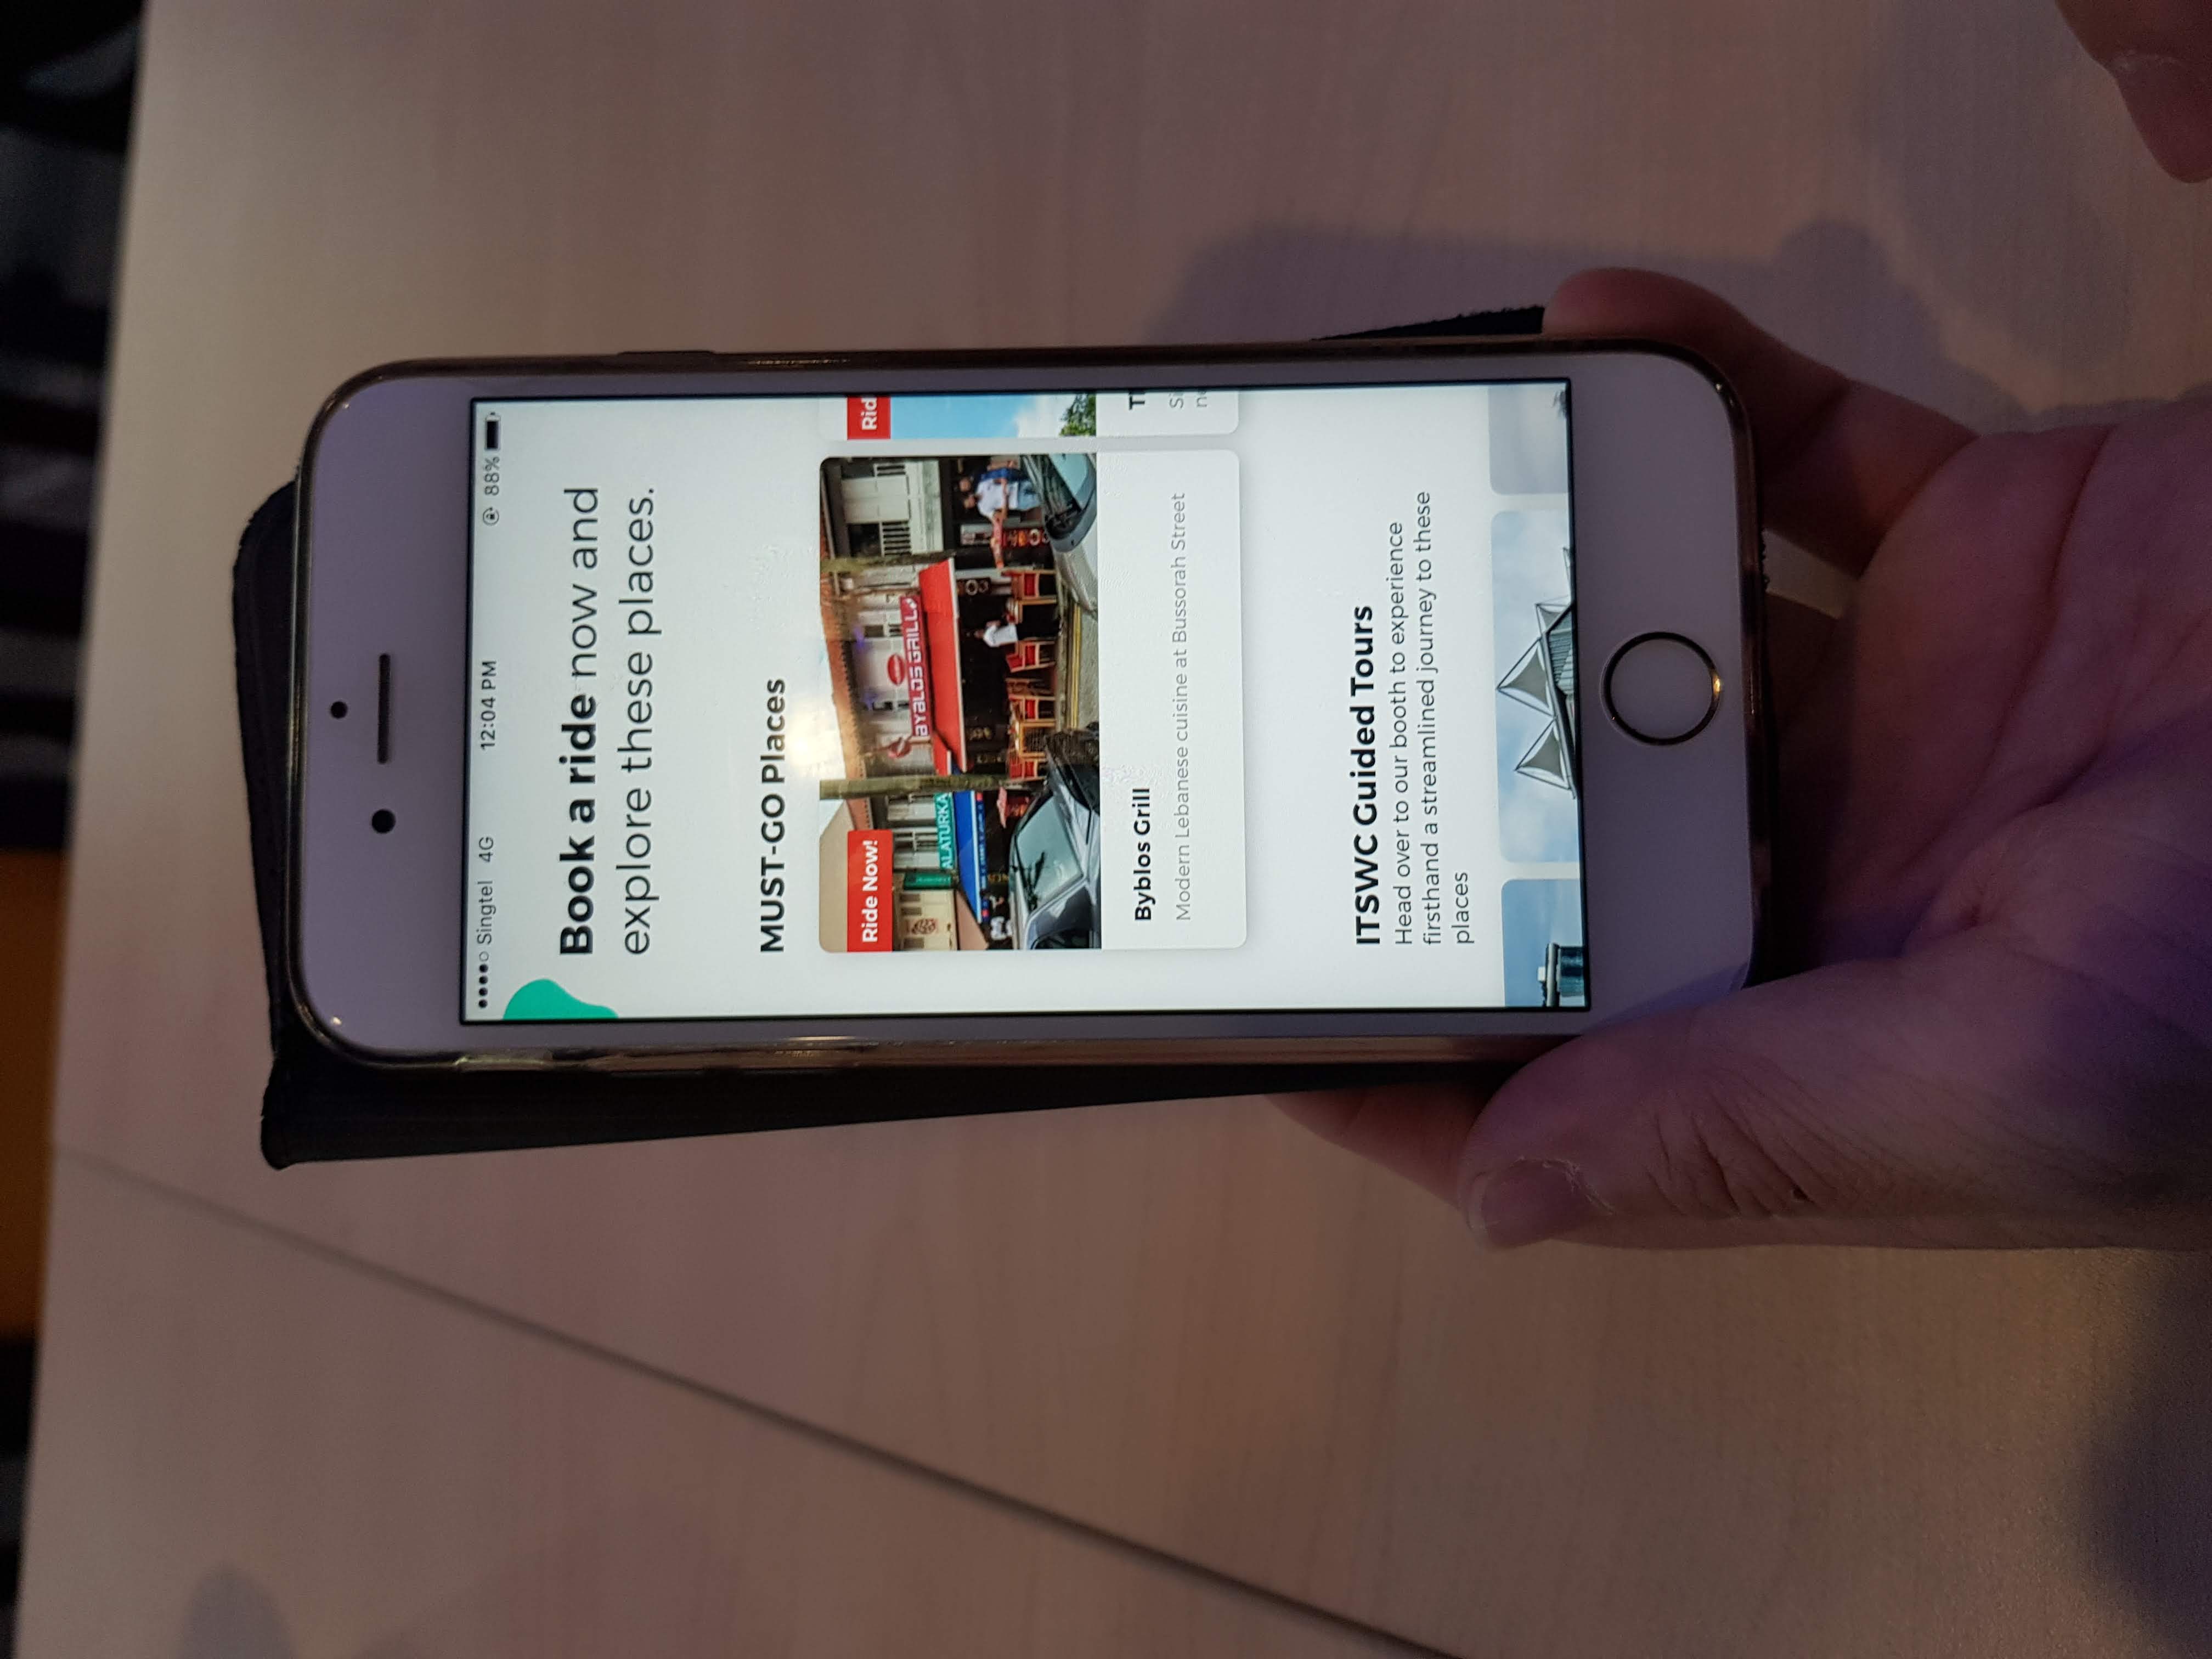 Singtel 4G 12:04 PM 88%
Book a ride now and
explore these places.
MUST-GO Places
Ride Now!
Rid
BYBLOS GRILL
ALATURKA
Byblos Grill
Modern Lebanese cuisine at Bussorah Street
ITSWC Guided Tours
Head over to our booth to experience
firsthand a streamlined journey to these
places